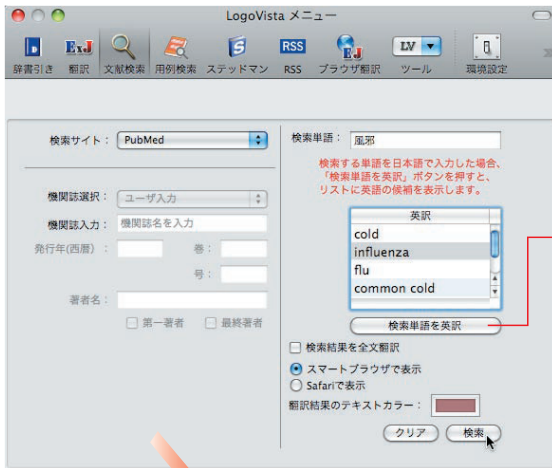 LogoVista メニュー
ExJ
RSS
LV
辞書引き 翻訳 文献検索 用例検索 ステッドマン RSS ブラウザ翻訳 ツール 環境設定
検索サイト： PubMed
機関誌選択： ユーザ入力
機関誌入力： 機関誌名を入力
発行年(西暦)： 巻：
号：
著者名：
第一著者 最終著者
検索単語： 風邪
検索する単語を日本語で入力した場合、
「検索単語を英訳」ボタンを押すと、
リストに英語の候補を表示します。
英訳
cold
influenza
flu
common cold
検索単語を英訳
検索結果を全文翻訳
スマートブラウザで表示
Safariで表示
翻訳結果のテキストカラー：
クリア 検索